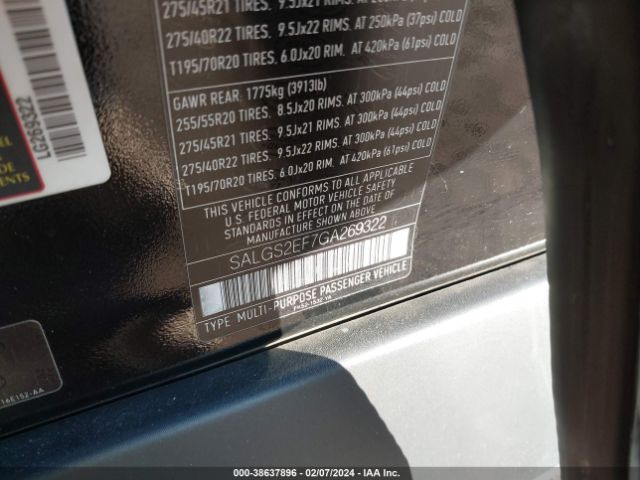 275/45R21 TIRES. 9.5Jx21 RIMS.
275/40R22 TIRES. 9.5Jx22 RIMS. AT 250kPa (37psi) COLD
T195/70R20 TIRES. 6.0Jx20 RIM. AT 420kPa (61psi) COLD
GAWR REAR 1775kg (3913lb)
255/55R20 TIRES. 8.5Jx20 RIMS. AT 300kPa (44psi) COLD
275/45R21 TIRES. 9.5Jx21 RIMS. AT 300kPa (44psi) COLD
275/40R22 TIRES. 9.5Jx22 RIMS. AT 300kPa (44psi) COLD
T195/70R20 TIRES. 6.0Jx20 RIM. AT 420kPa (61psi) COLD
THIS VEHICLE CONFORMS TO ALL APPLICABLE
U.S. FEDERAL MOTOR VEHICLE SAFETY
STANDARDS IN EFFECT ON THE DATE OF
MANUFACTURE SHOWN ABOVE
SALGS2EF7GA269322
TYPE MULTI-PURPOSE PASSENGER VEHICLE
LG269322
16E152-AA
000-38637896 - 02/07/2024 - IAA Inc.